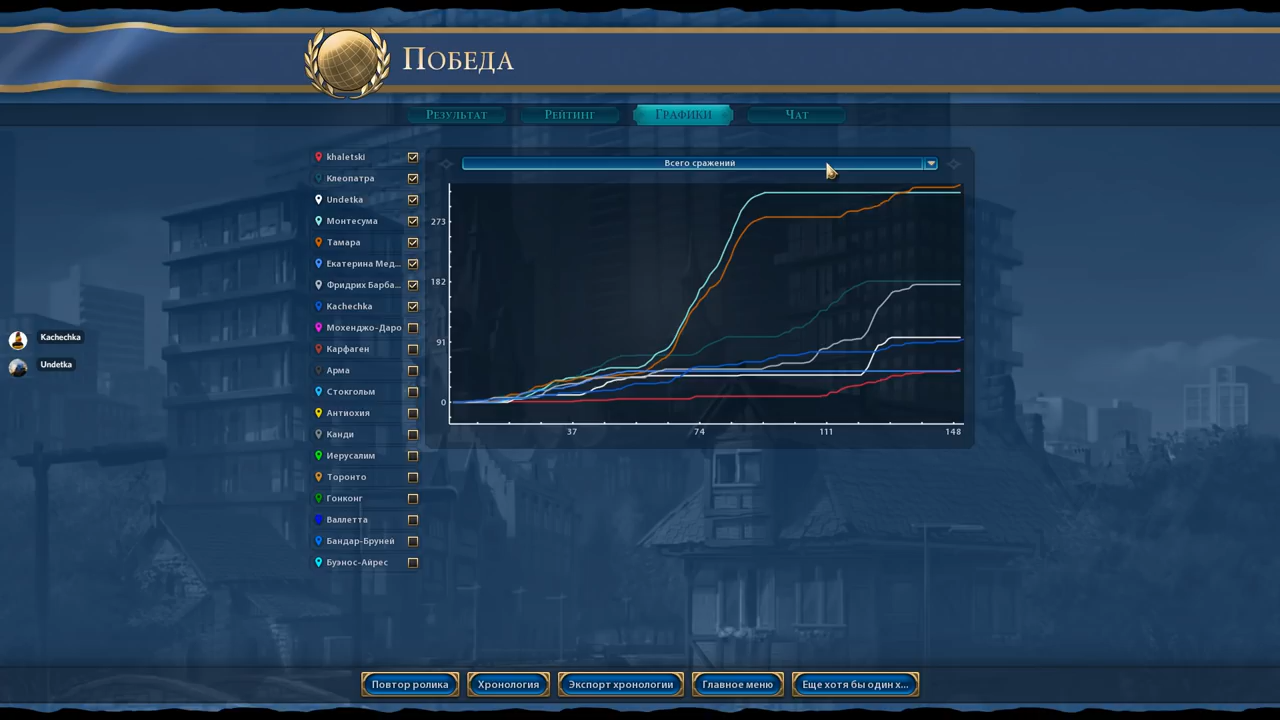 Победа
Результат
Рейтинг
Графики
Чат
khaletski
Клеопатра
Undetka
Монтесума
Тамара
Екатерина Мед...
Фридрих Барба...
Kachechka
Мохенджо-Даро
Карфаген
Арма
Стокгольм
Антиохия
Канди
Иерусалим
Торонто
Гонконг
Валлетта
Бандар-Бруней
Буэнос-Айрес
Всего сражений
273
182
91
0
37
74
111
148
Kachechka
Undetka
Повтор ролика
Хронология
Экспорт хронологии
Главное меню
Еще хотя бы один х...